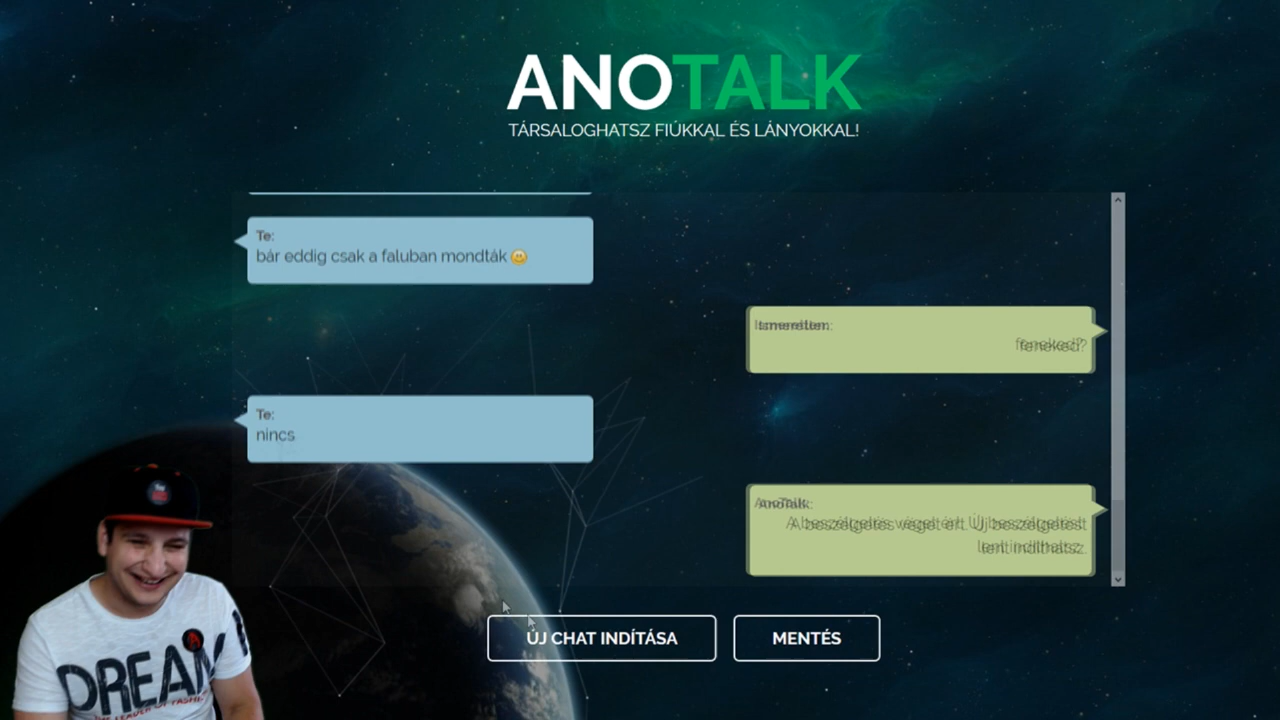 ANOTALK
TÁRSALOGHATSZ FIÚKKAL ÉS LÁNYOKKAL!
Te:
bár eddig csak a faluban mondták 🙂
Ismeretlen:
feneked?
Te:
nincs
AnoTalk:
A beszélgetés véget ért. Új beszélgetést
lent indíthatsz.
ÚJ CHAT INDÍTÁSA
MENTÉS
DREAM